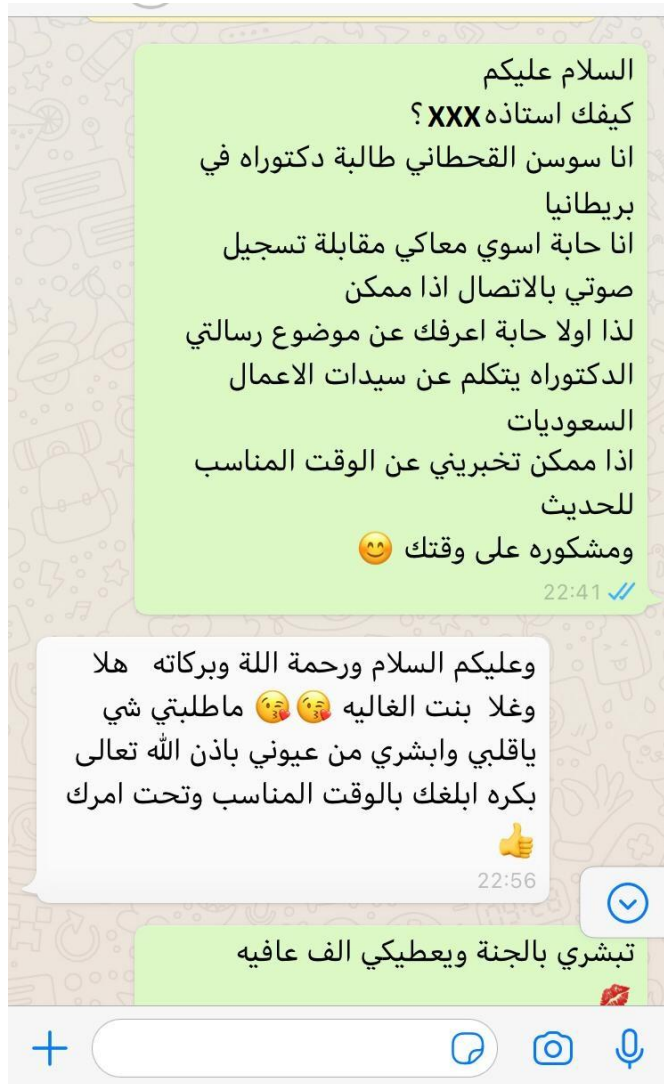 السلام عليكم
كيفك استاذه xxx؟
انا سوسن القحطاني طالبة دكتوراه في
بريطانيا
انا حابة اسوي معاكي مقابلة تسجيل
صوتي بالاتصال اذا ممكن
لذا اولا حابة اعرفك عن موضوع رسالتي
الدكتوراه يتكلم عن سيدات الاعمال
السعوديات
اذا ممكن تخبريني عن الوقت المناسب
للحديث
ومشكوره على وقتك 😊
22:41
وعليكم السلام ورحمة اللة وبركاته هلا
وغلا بنت الغاليه 😘😘 ماطلبتي شي
ياقلبي وابشري من عيوني باذن الله تعالى
بكره ابلغك بالوقت المناسب وتحت امرك
👍
22:56
تبشري بالجنة ويعطيكي الف عافيه
💋